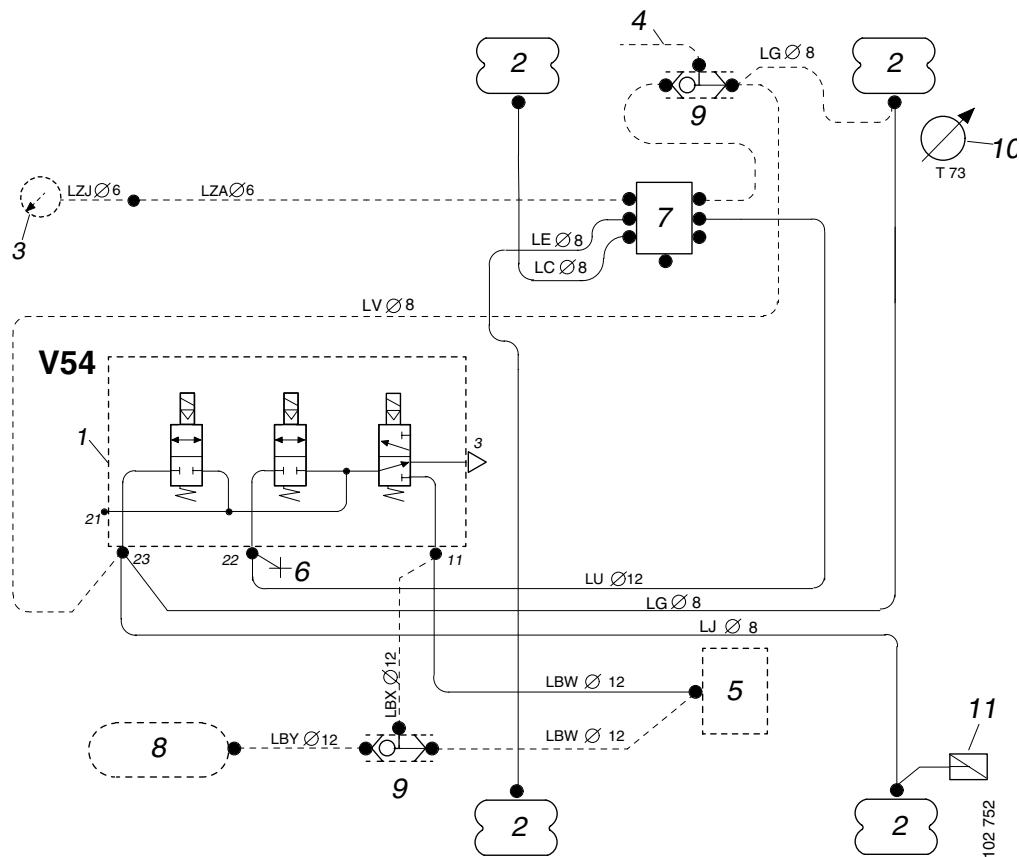 4
2
LG Ø 8
2
9
10
T 73
LZJ Ø 6
LZA Ø 6
3
7
LE Ø 8
LC Ø 8
LV Ø 8
V54
1
3
21
23
22
6
11
LU Ø 12
LG Ø 8
LJ Ø 8
LBX Ø 12
LBW Ø 12
5
8
LBY Ø 12
LBW Ø 12
9
11
2
2
102 752